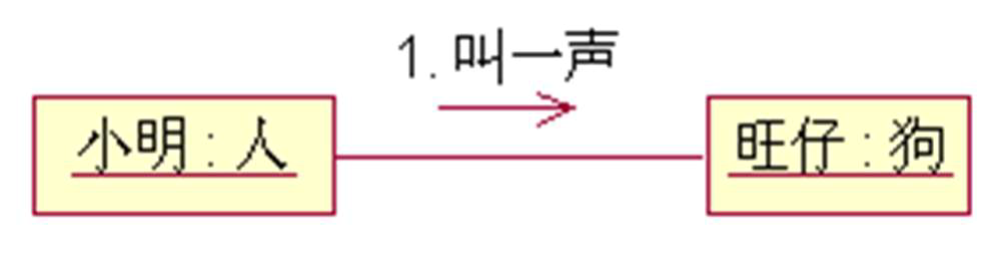 1. 叫一声
小明 : 人
旺仔 : 狗